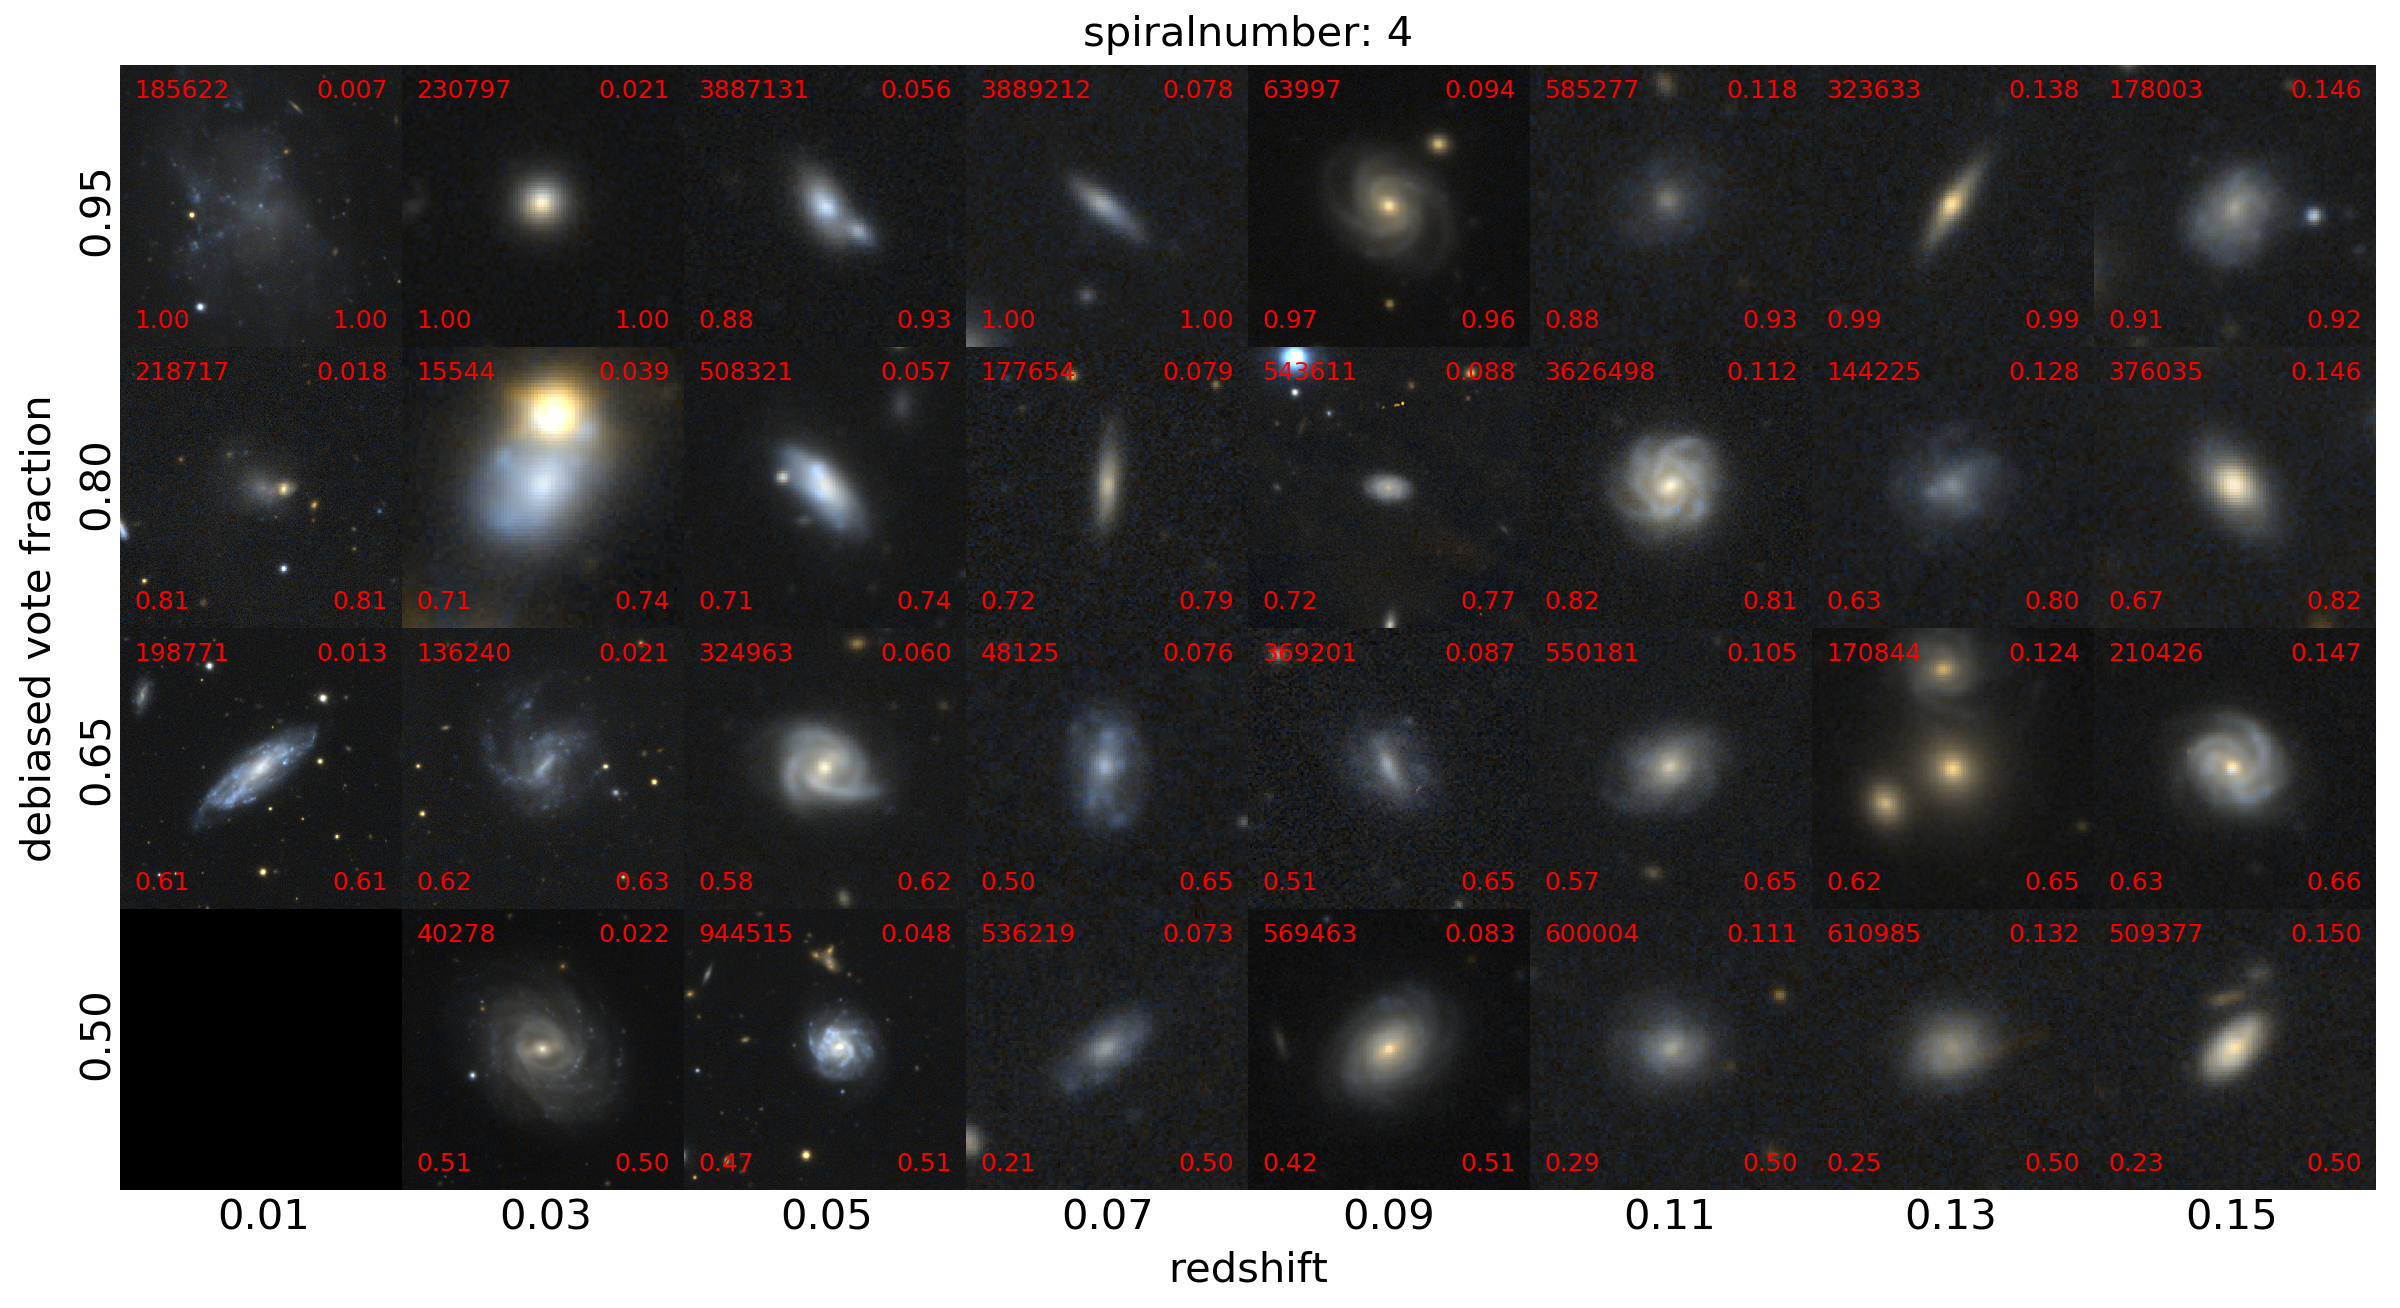 spiralnumber: 4
185622 0.007 230797 0.021 3887131 0.056 3889212 0.078 63997 0.094 585277 0.118 323633 0.138 178003 0.146
0.95
1.00 1.00 1.00 1.00 0.88 0.93 1.00 1.00 0.97 0.96 0.88 0.93 0.99 0.99 0.91 0.92
218717 0.018 15544 0.039 508321 0.057 177654 0.079 543611 0.088 3626498 0.112 144225 0.128 376035 0.146
0.80
0.81 0.81 0.71 0.74 0.71 0.74 0.72 0.79 0.72 0.77 0.82 0.81 0.63 0.80 0.67 0.82
debiased vote fraction
198771 0.013 136240 0.021 324963 0.060 48125 0.076 369201 0.087 550181 0.105 170844 0.124 210426 0.147
0.65
0.61 0.61 0.62 0.63 0.58 0.62 0.50 0.65 0.51 0.65 0.57 0.65 0.62 0.65 0.63 0.66
40278 0.022 944515 0.048 536219 0.073 569463 0.083 600004 0.111 610985 0.132 509377 0.150
0.50
0.51 0.50 0.47 0.51 0.21 0.50 0.42 0.51 0.29 0.50 0.25 0.50 0.23 0.50
0.01 0.03 0.05 0.07 0.09 0.11 0.13 0.15
redshift